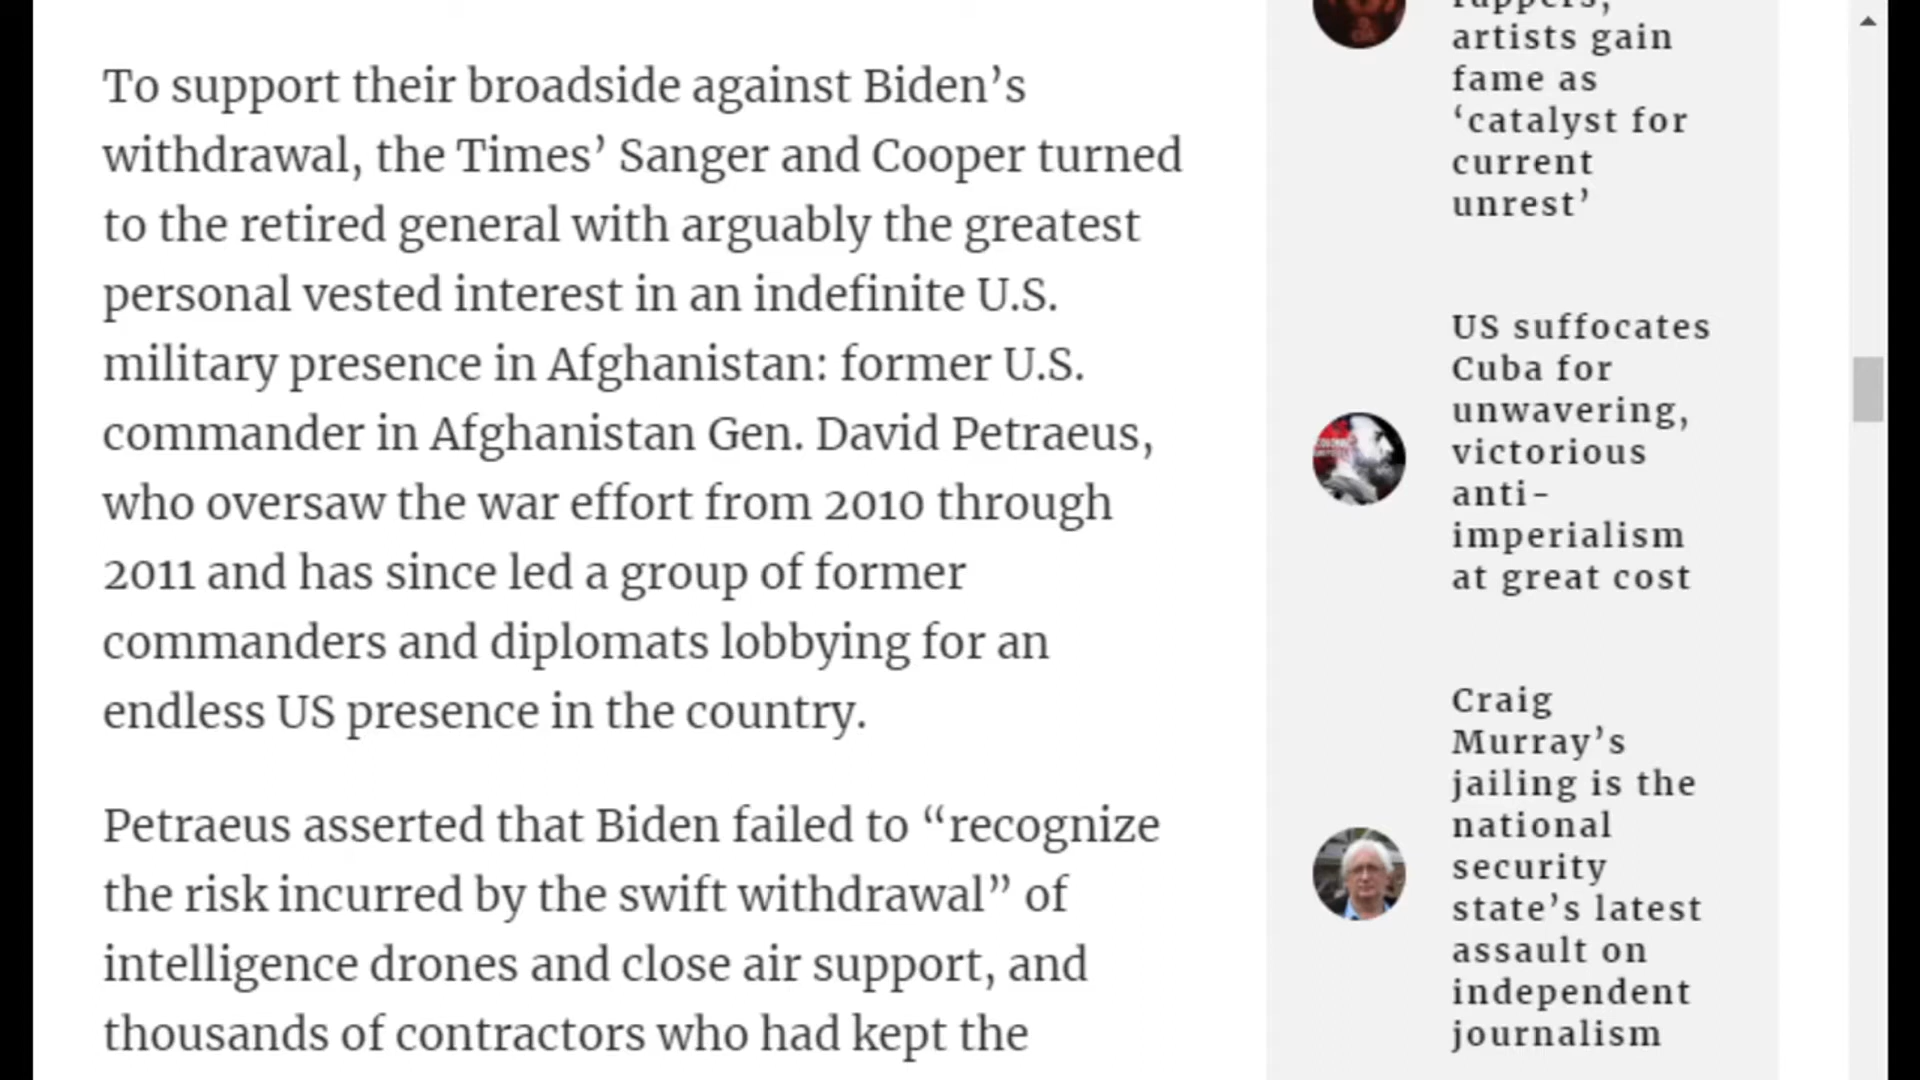 To support their broadside against Biden’s
withdrawal, the Times’ Sanger and Cooper turned
to the retired general with arguably the greatest
personal vested interest in an indefinite U.S.
military presence in Afghanistan: former U.S.
commander in Afghanistan Gen. David Petraeus,
who oversaw the war effort from 2010 through
2011 and has since led a group of former
commanders and diplomats lobbying for an
endless US presence in the country.
Petraeus asserted that Biden failed to “recognize
the risk incurred by the swift withdrawal” of
intelligence drones and close air support, and
thousands of contractors who had kept the
rappers,
artists gain
fame as
‘catalyst for
current
unrest’
US suffocates
Cuba for
unwavering,
victorious
anti-
imperialism
at great cost
Craig
Murray’s
jailing is the
national
security
state’s latest
assault on
independent
journalism